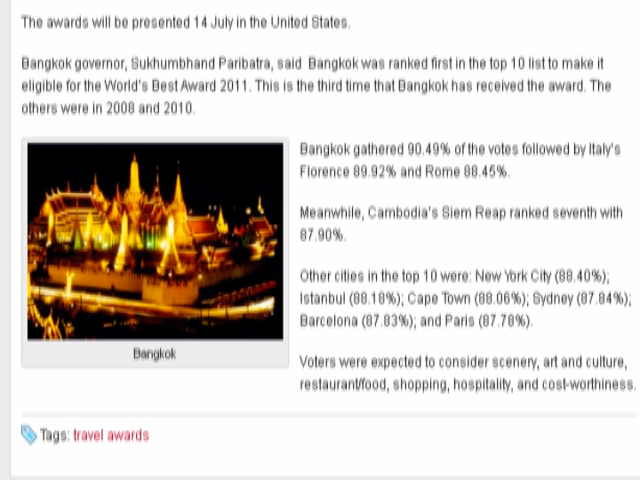 The awards will be presented 14 July in the United States.
Bangkok governor, Sukhumbhand Paribatra, said Bangkok was ranked first in the top 10 list to make it
eligible for the World's Best Award 2011. This is the third time that Bangkok has received the award. The
others were in 2008 and 2010.
Bangkok gathered 90.49% of the votes followed by Italy's
Florence 89.92% and Rome 88.45%.
Meanwhile, Cambodia's Siem Reap ranked seventh with
87.90%.
Other cities in the top 10 were: New York City (88.40%);
Istanbul (88.18%); Cape Town (88.06%); Sydney (87.84%);
Barcelona (87.83%); and Paris (87.78%).
Bangkok
Voters were expected to consider scenery, art and culture,
restaurant/food, shopping, hospitality, and cost-worthiness.
Tags: travel awards